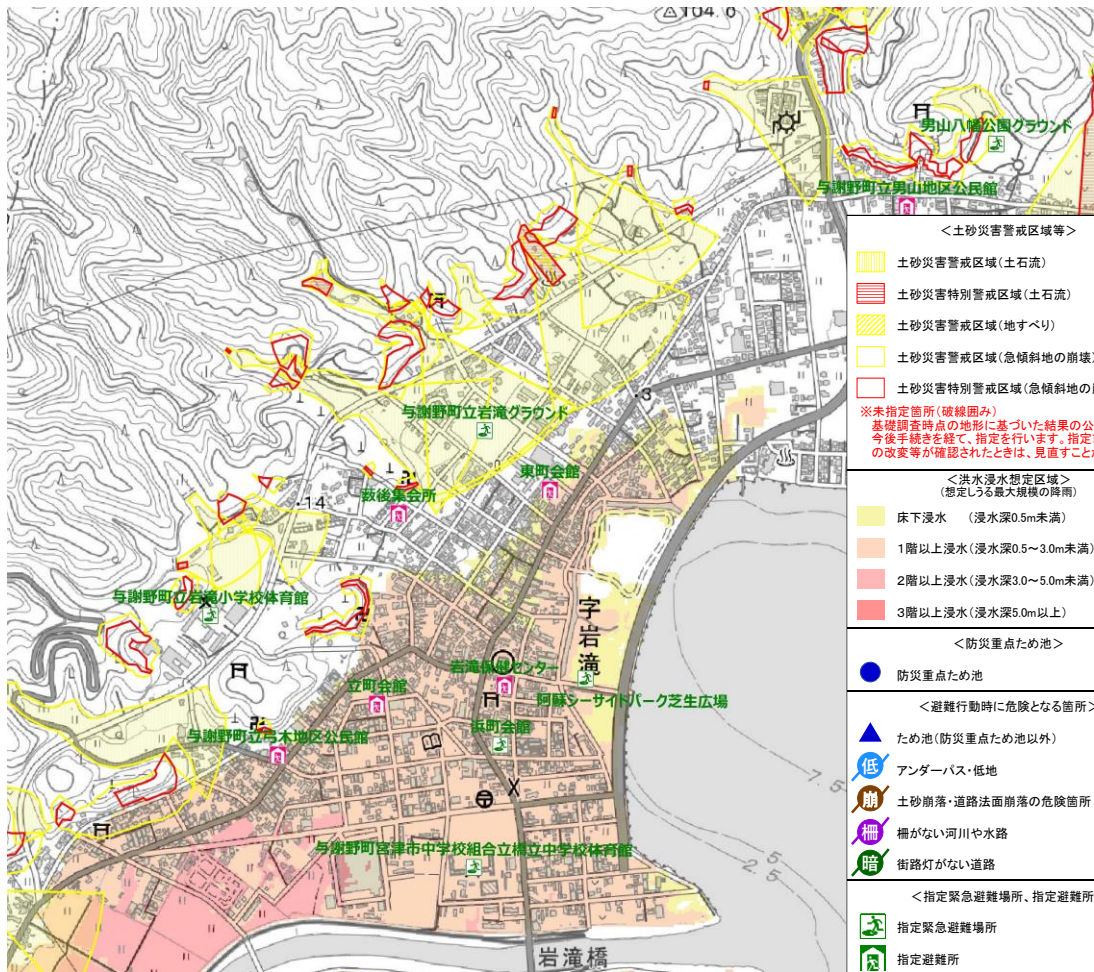 △104.6
男山八幡公園グラウンド
与謝野町立男山地区公民館
・3
与謝野町立岩滝グラウンド
東町会館
藪後集会所
・14
与謝野町立岩滝小学校体育館
字岩滝
岩滝保健センター
立町会館
阿蘇シーサイドパーク芝生広場
浜町会館
与謝野町立弓木地区公民館
与謝野町宮津市中学校組合立橋立中学校体育館
7.5
5
2.5
岩滝橋
＜土砂災害警戒区域等＞
土砂災害警戒区域(土石流)
土砂災害特別警戒区域(土石流)
土砂災害警戒区域(地すべり)
土砂災害警戒区域(急傾斜地の崩壊)
土砂災害特別警戒区域(急傾斜地の
※未指定箇所(破線囲み)
基礎調査時点の地形に基づいた結果の公
今後手続きを経て、指定を行います。指定
の改変等が確認されたときは、見直すこと
＜洪水浸水想定区域＞
(想定しうる最大規模の降雨)
床下浸水　(浸水深0.5m未満)
1階以上浸水(浸水深0.5～3.0m未満)
2階以上浸水(浸水深3.0～5.0m未満)
3階以上浸水(浸水深5.0m以上)
＜防災重点ため池＞
防災重点ため池
＜避難行動時に危険となる箇所＞
ため池(防災重点ため池以外)
低 アンダーパス・低地
崩 土砂崩落・道路法面崩落の危険箇所
柵 柵がない河川や水路
暗 街路灯がない道路
＜指定緊急避難場所、指定避難所
指定緊急避難場所
指定避難所